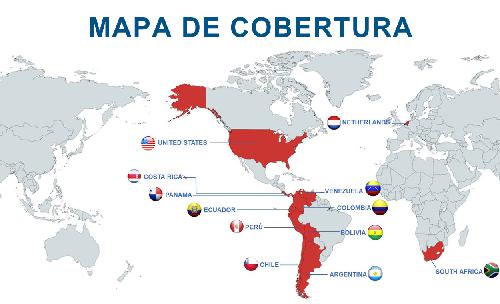 MAPA DE COBERTURA
NETHERLANDS
UNITED STATES
COSTA RICA
PANAMA
VENEZUELA
ECUADOR
COLOMBIA
PERÚ
BOLIVIA
CHILE
ARGENTINA
SOUTH AFRICA